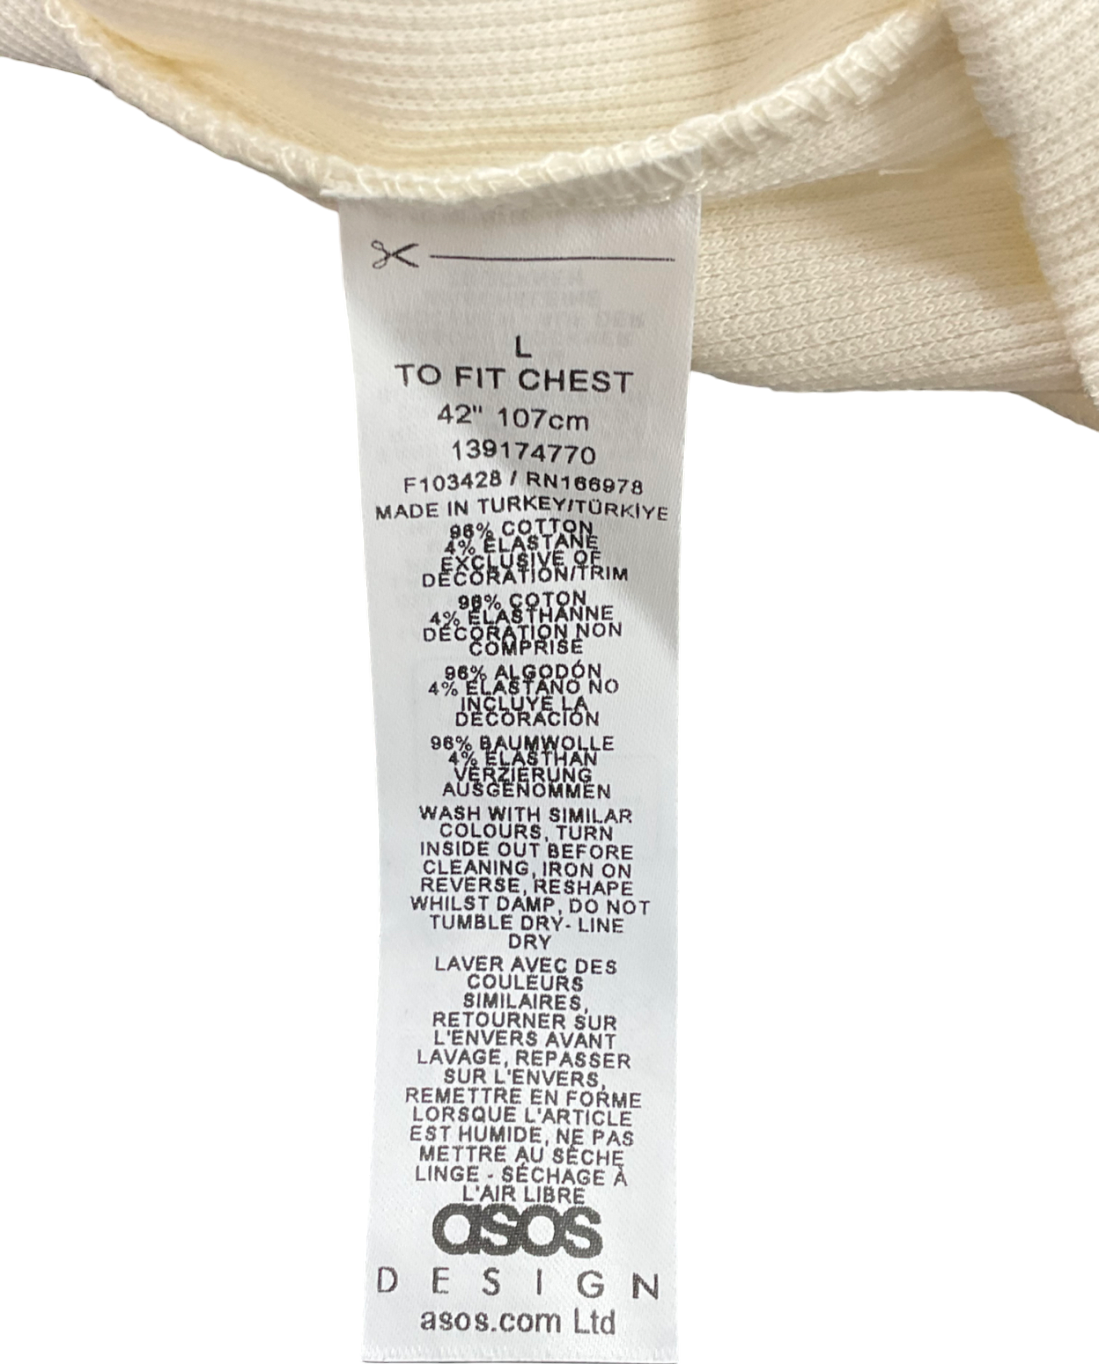 L
TO FIT CHEST
42" 107cm
139174770
F103428 / RN166978
MADE IN TURKEY/TÜRKİYE
96% COTTON
4% ELASTANE
EXCLUSIVE OF
DECORATION/TRIM
96% COTON
4% ÉLASTHANNE
DÉCORATION NON
COMPRISE
96% ALGODÓN
4% ELASTANO NO
INCLUYE LA
DECORACIÓN
96% BAUMWOLLE
4% ELASTHAN
VERZIERUNG
AUSGENOMMEN
WASH WITH SIMILAR
COLOURS, TURN
INSIDE OUT BEFORE
CLEANING, IRON ON
REVERSE, RESHAPE
WHILST DAMP, DO NOT
TUMBLE DRY- LINE
DRY
LAVER AVEC DES
COULEURS
SIMILAIRES,
RETOURNER SUR
L'ENVERS AVANT
LAVAGE, REPASSER
SUR L'ENVERS,
REMETTRE EN FORME
LORSQUE L'ARTICLE
EST HUMIDE, NE PAS
METTRE AU SÈCHE
LINGE - SÉCHAGE À
L'AIR LIBRE
asos
DESIGN
asos.com Ltd